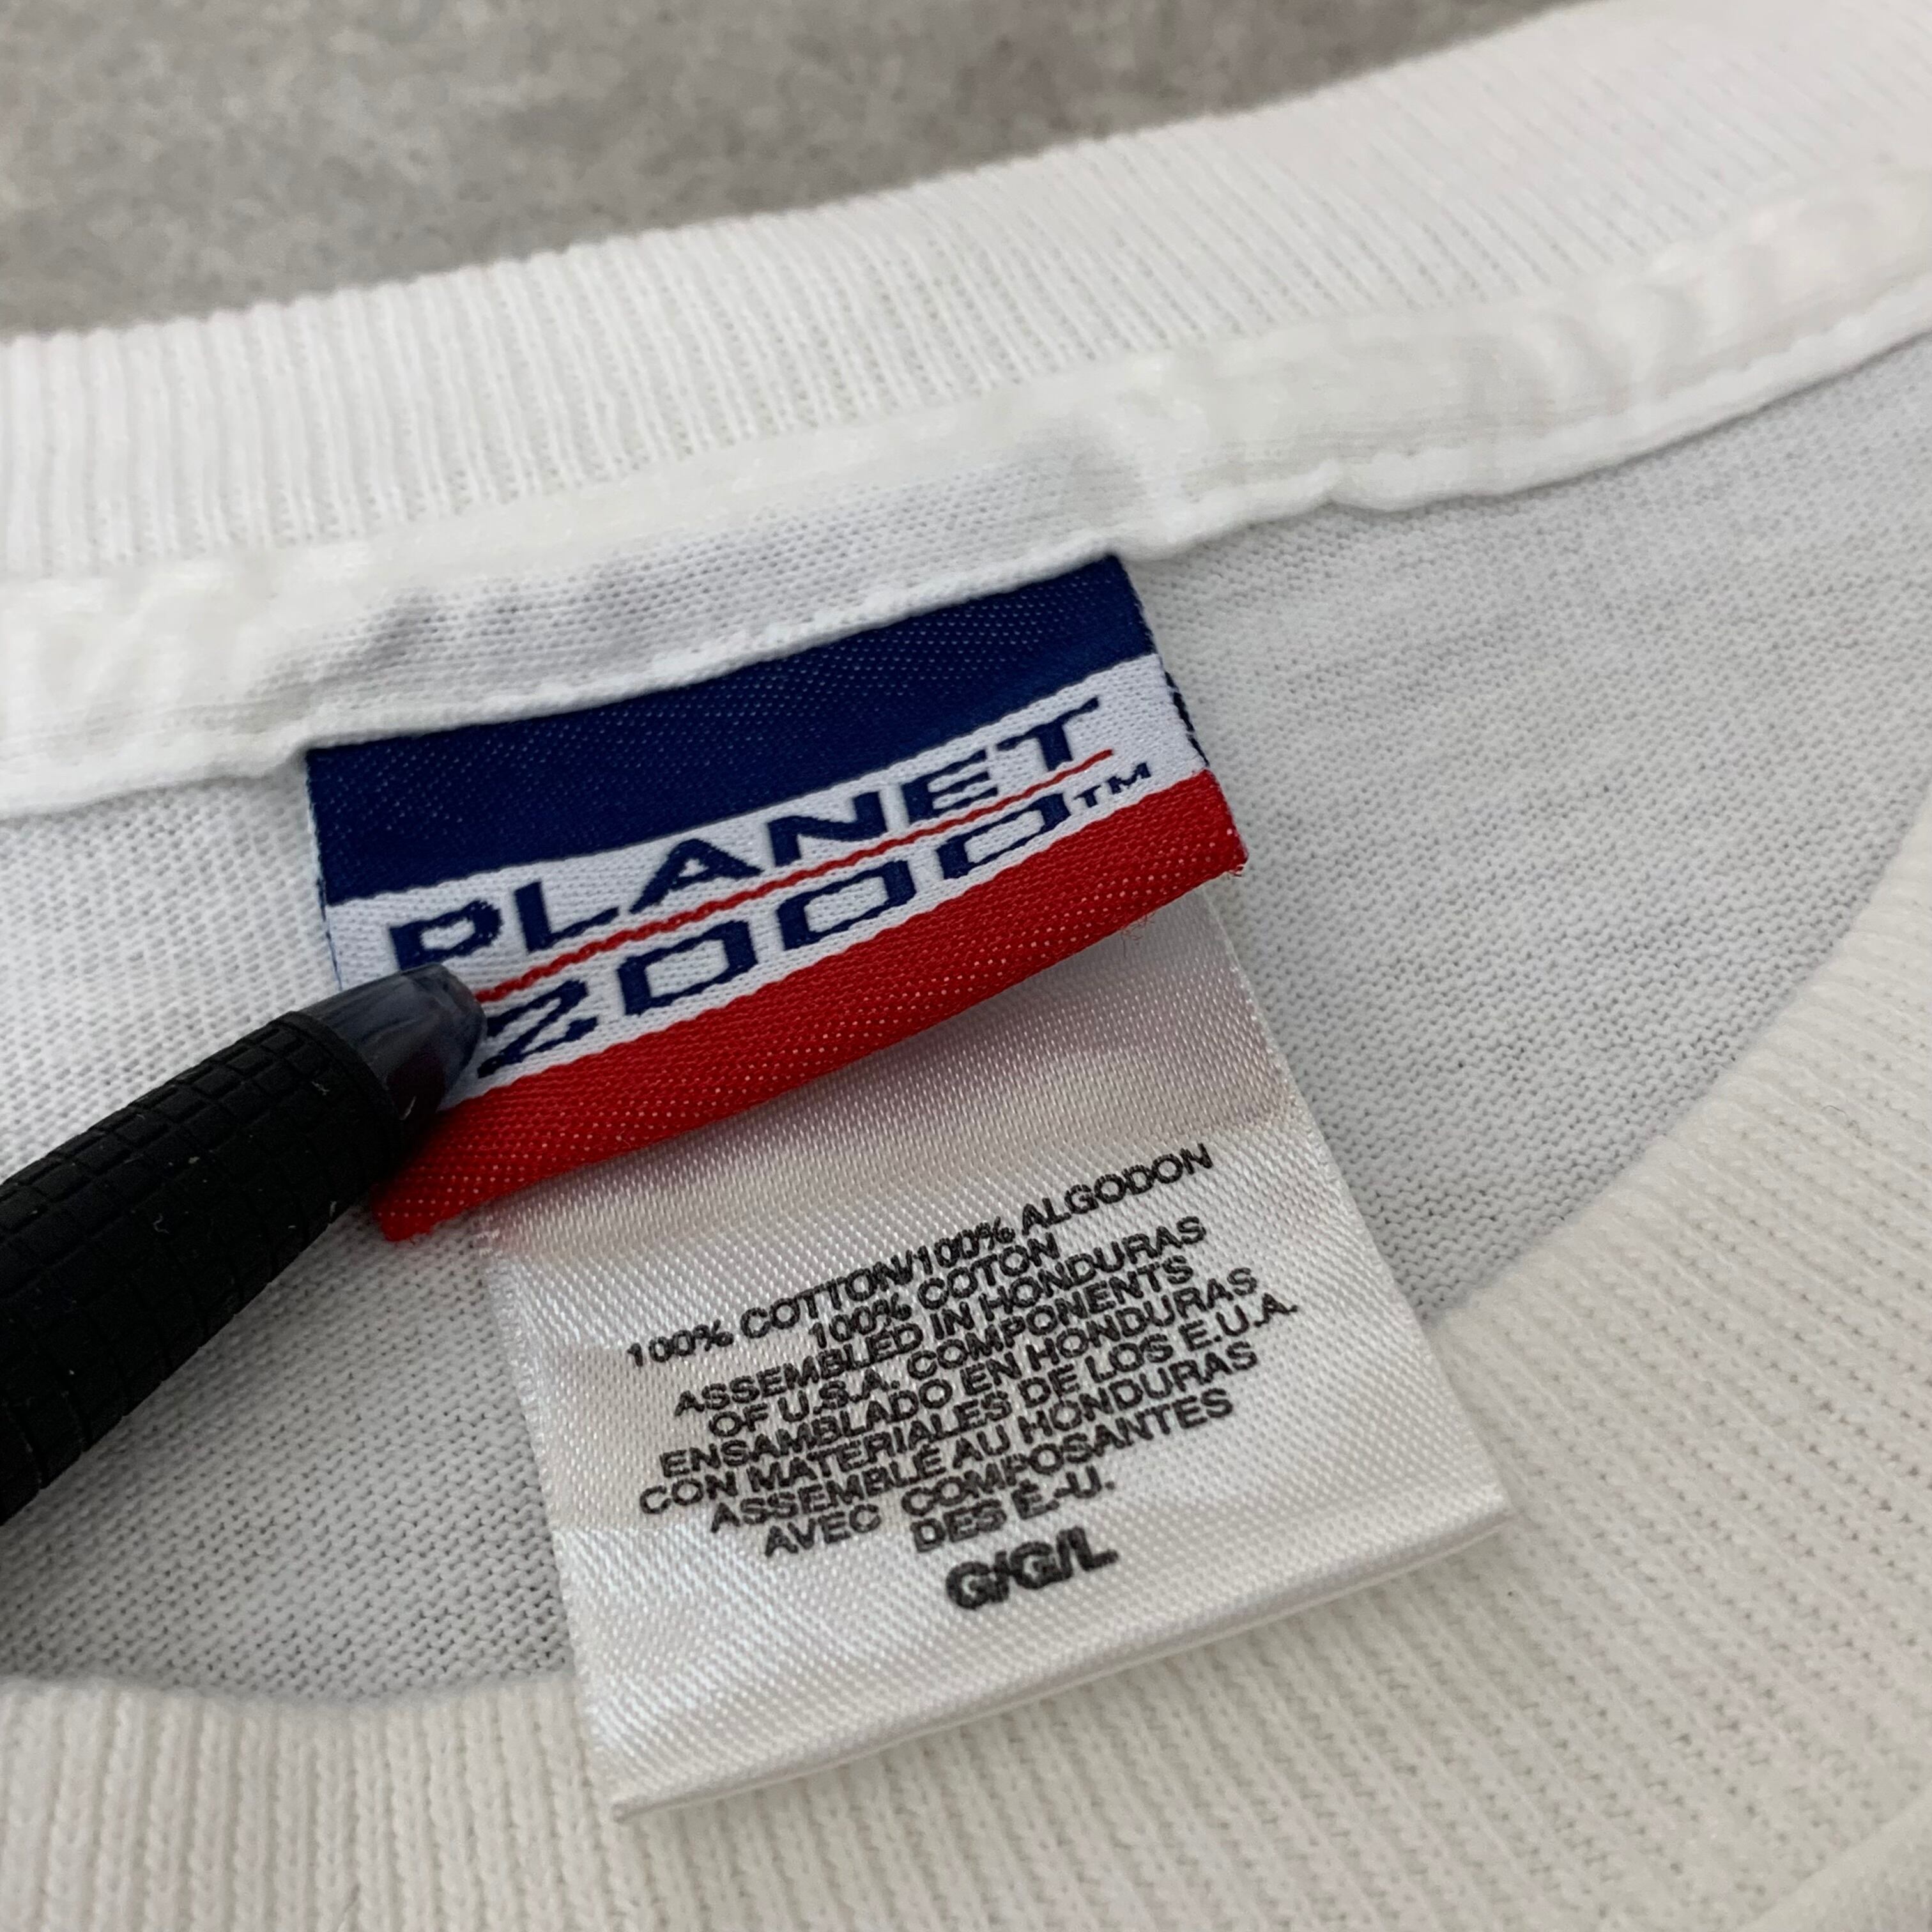 PLANET
2000™
100% COTTON/100% ALGODON
100% COTON
ASSEMBLED IN HONDURAS
OF U.S.A. COMPONENTS
ENSAMBLADO EN HONDURAS
CON MATERIALES DE LOS E.U.A.
ASSEMBLÉ AU HONDURAS
AVEC COMPOSANTES
DES É.-U.
G/G/L